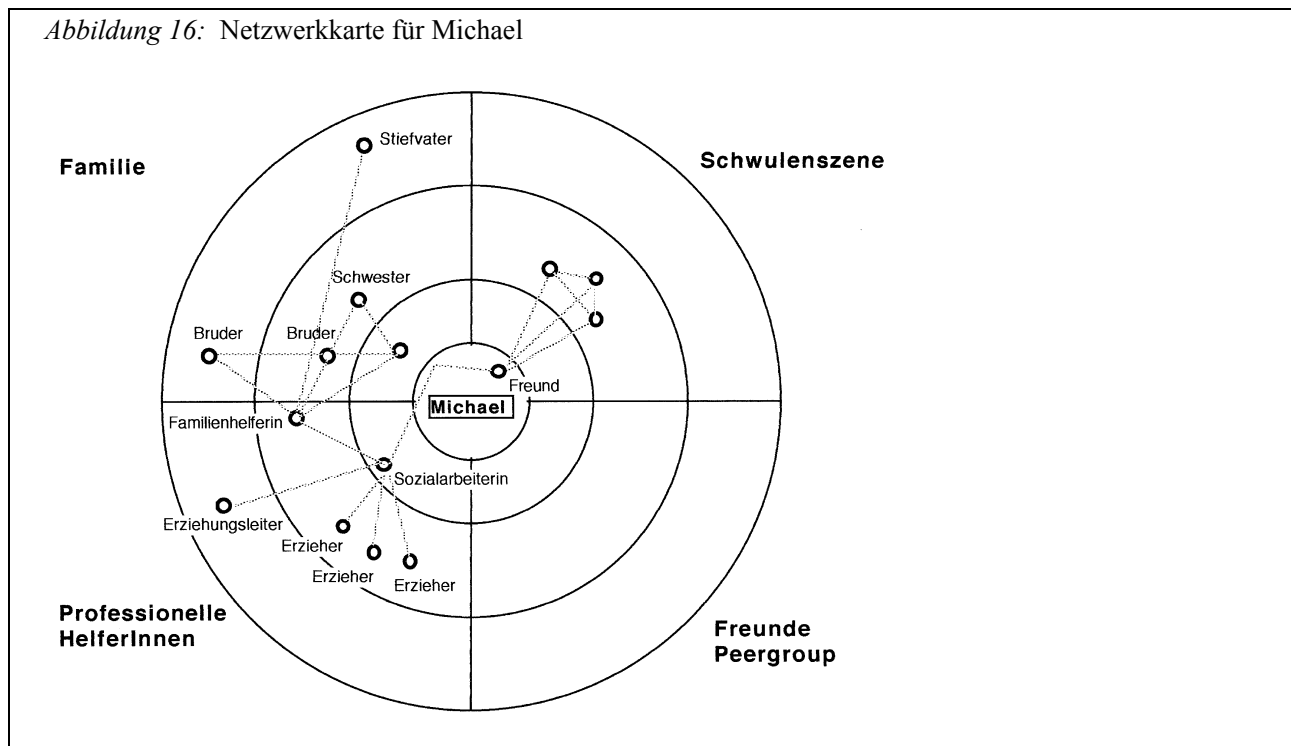 Abbildung 16: Netzwerkkarte für Michael
Stiefvater
Familie
Schwulenszene
Schwester
Bruder
Bruder
Freund
Michael
Familienhelferin
Sozialarbeiterin
Erziehungsleiter
Erzieher
Erzieher
Erzieher
Professionelle
HelferInnen
Freunde
Peergroup